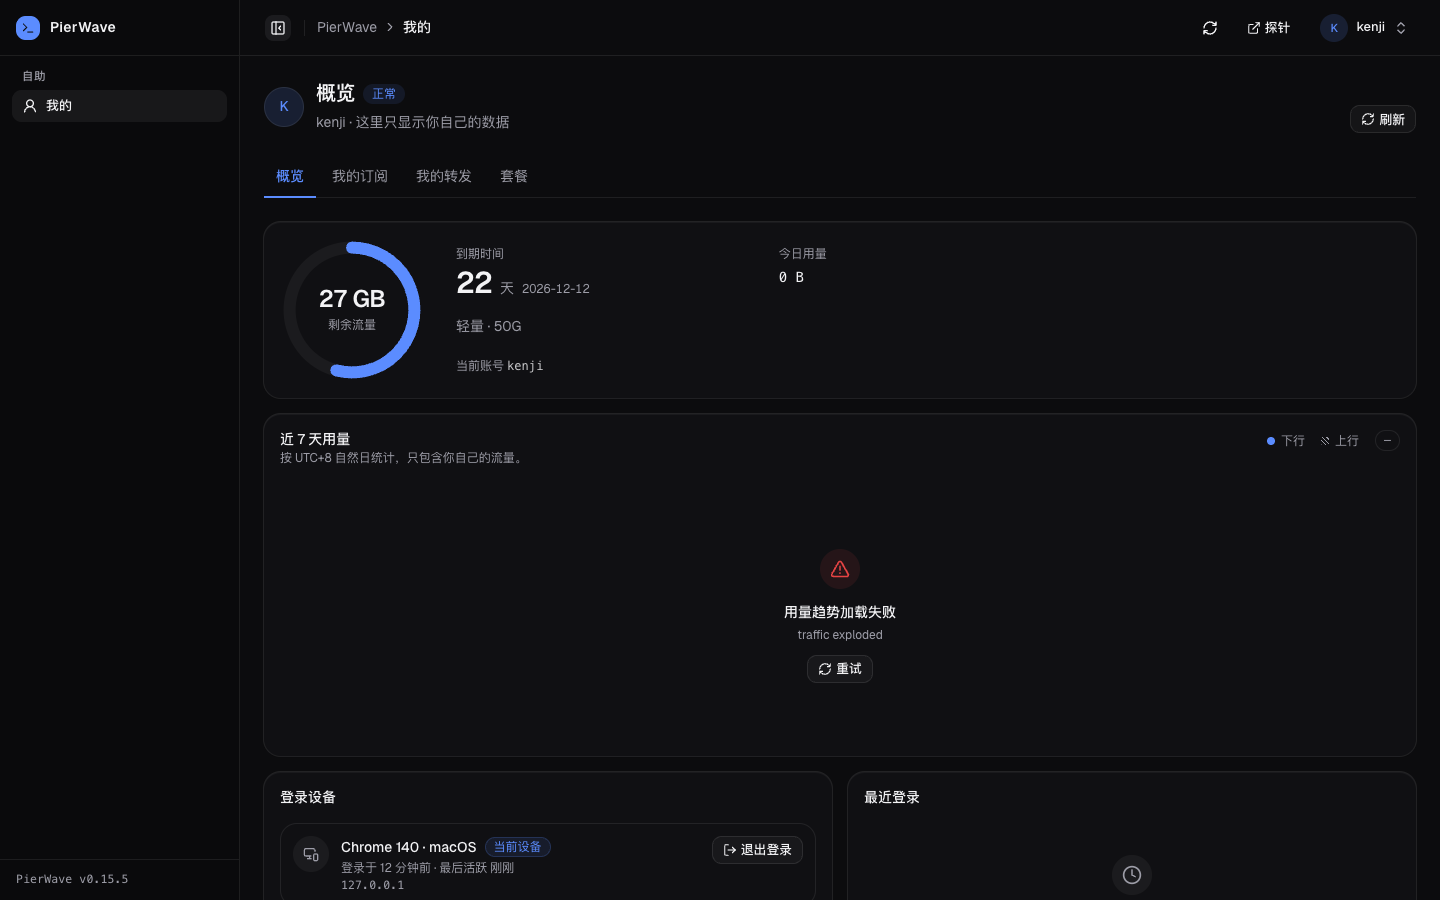 PierWave
PierWave > 我的
探针
K
kenji
自助
我的
K
概览
正常
kenji · 这里只显示你自己的数据
刷新
概览
我的订阅
我的转发
套餐
27 GB
剩余流量
到期时间
22 天 2026-12-12
轻量 · 50G
当前账号 kenji
今日用量
0 B
近 7 天用量
按 UTC+8 自然日统计，只包含你自己的流量。
下行
上行
–
用量趋势加载失败
traffic exploded
重试
登录设备
Chrome 140 · macOS
当前设备
登录于 12 分钟前 · 最后活跃 刚刚
127.0.0.1
退出登录
最近登录
PierWave v0.15.5